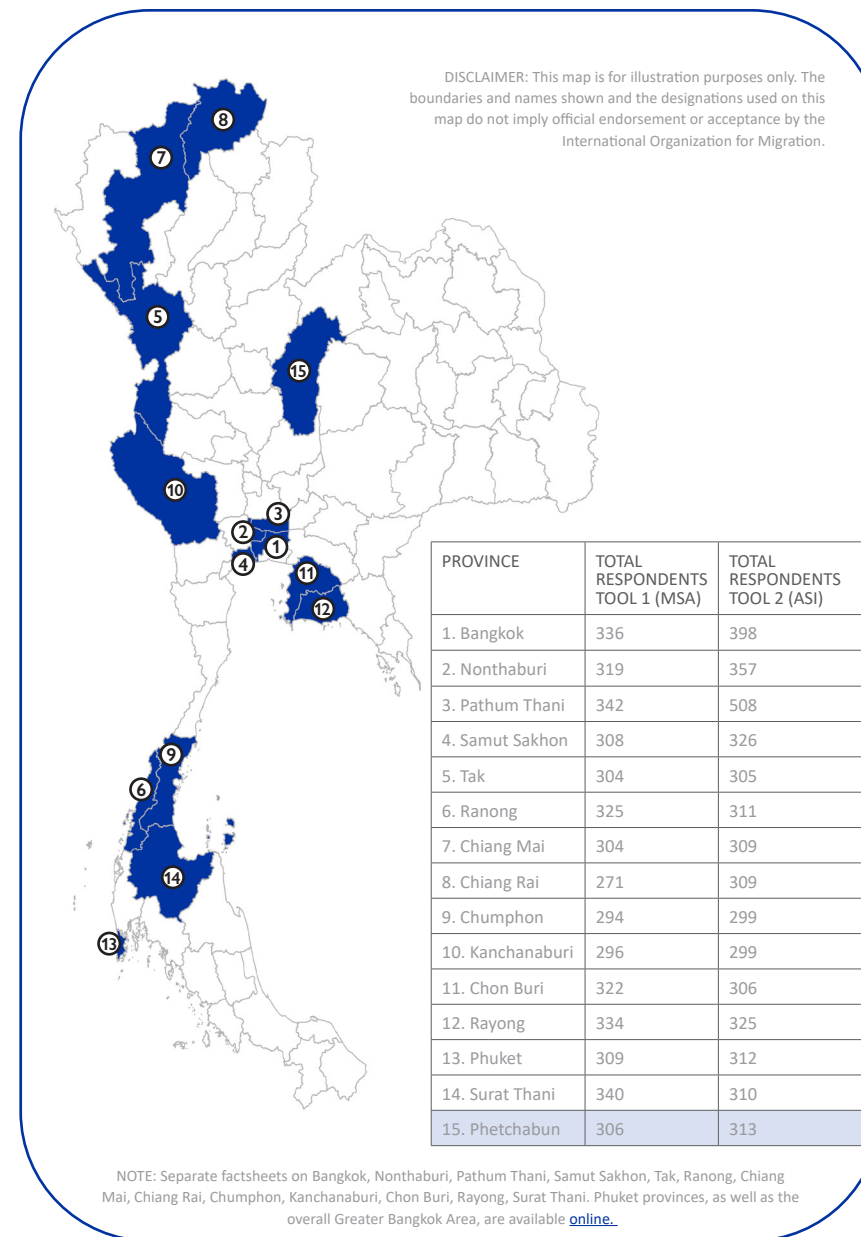 DISCLAIMER: This map is for illustration purposes only. The
boundaries and names shown and the designations used on this
map do not imply official endorsement or acceptance by the
International Organization for Migration.
8
7
5
15
10
3
2
1
4
11
12
9
6
14
13
PROVINCE TOTAL RESPONDENTS TOOL 1 (MSA) TOTAL RESPONDENTS TOOL 2 (ASI)
1. Bangkok 336 398
2. Nonthaburi 319 357
3. Pathum Thani 342 508
4. Samut Sakhon 308 326
5. Tak 304 305
6. Ranong 325 311
7. Chiang Mai 304 309
8. Chiang Rai 271 309
9. Chumphon 294 299
10. Kanchanaburi 296 299
11. Chon Buri 322 306
12. Rayong 334 325
13. Phuket 309 312
14. Surat Thani 340 310
15. Phetchabun 306 313
NOTE: Separate factsheets on Bangkok, Nonthaburi, Pathum Thani, Samut Sakhon, Tak, Ranong, Chiang
Mai, Chiang Rai, Chumphon, Kanchanaburi, Chon Buri, Rayong, Surat Thani. Phuket provinces, as well as the
overall Greater Bangkok Area, are available online.